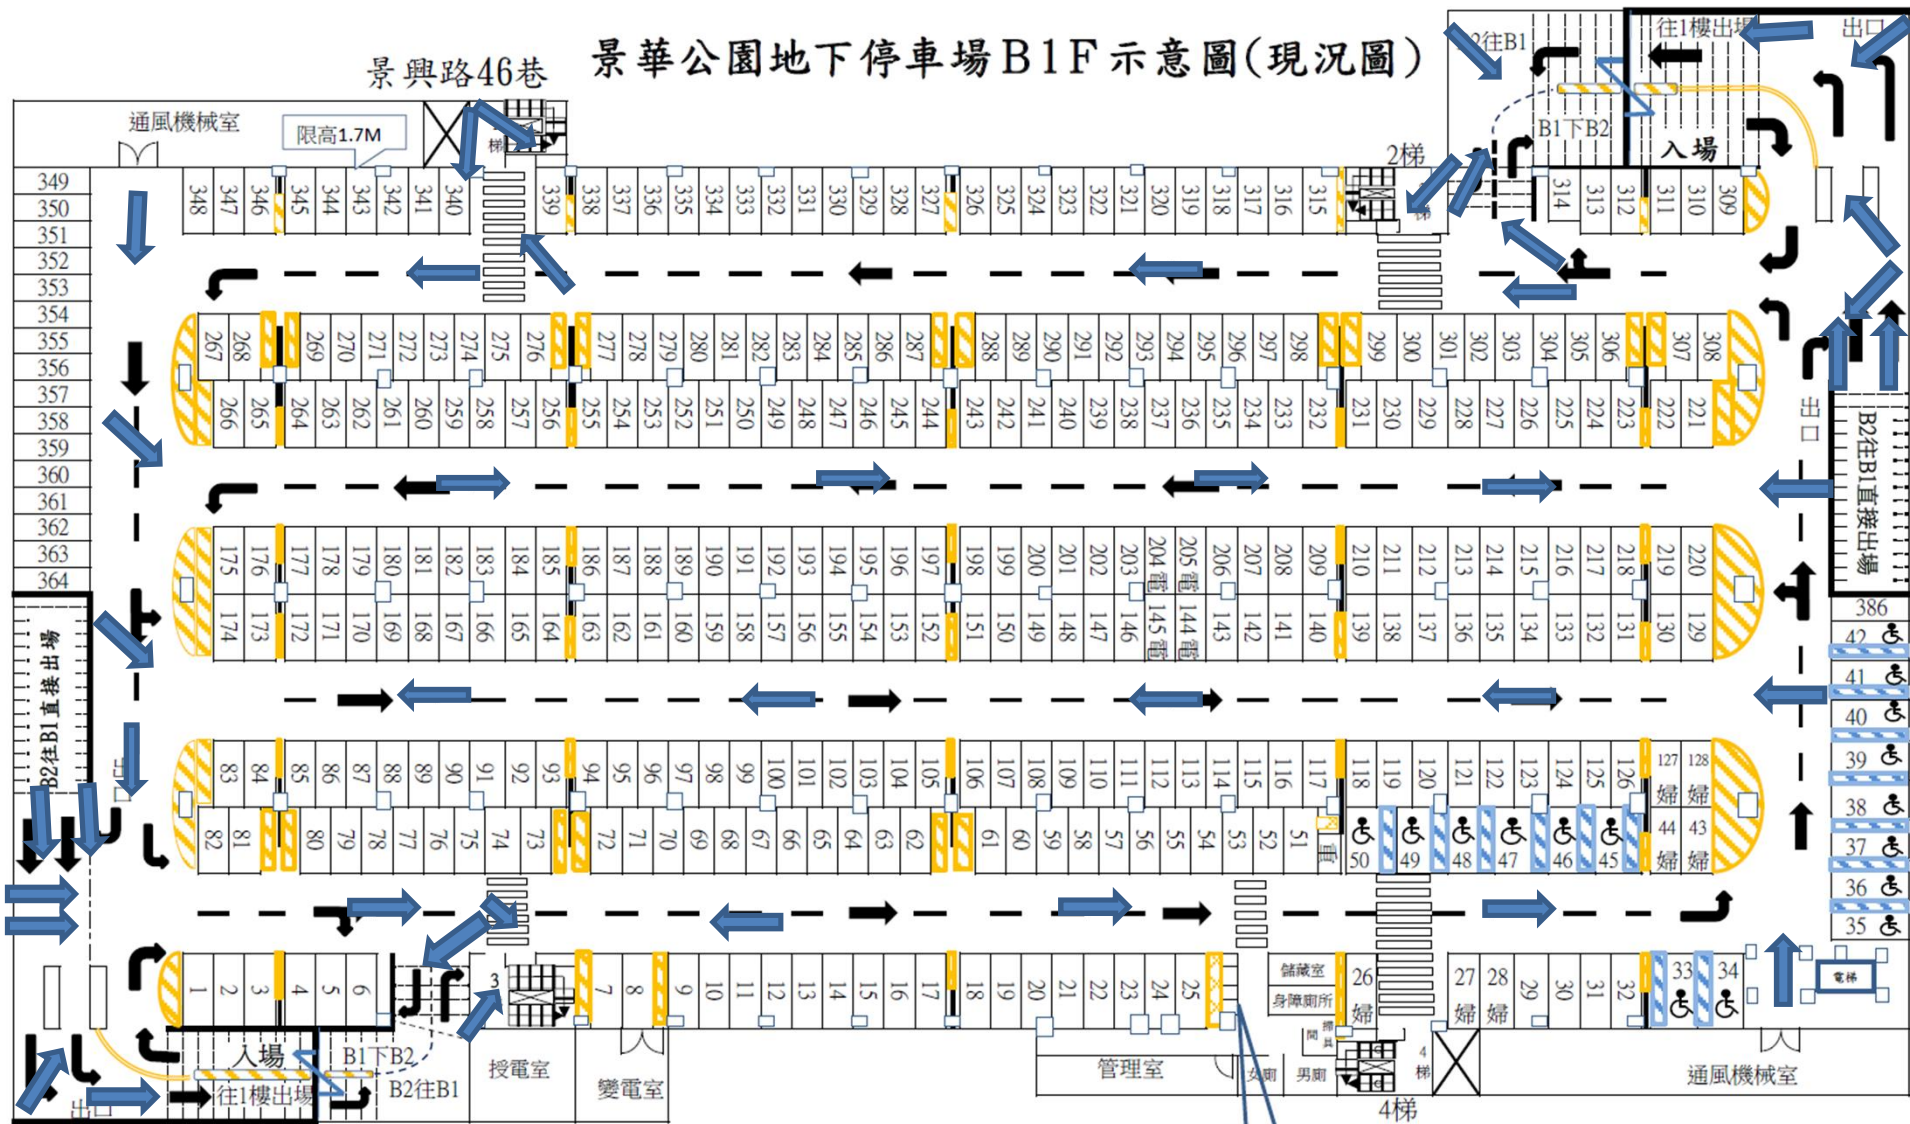 景華公園地下停車場B1F示意圖(現況圖)
景興路46巷
通風機械室
限高1.7M
梯
2梯
梯
2往B1
往1樓出場
出口
B1下B2
入場
349
350
351
352
353
354
355
356
357
358
359
360
361
362
363
364
348 347 346 345 344 343 342 341 340 339 338 337 336 335 334 333 332 331 330 329 328 327 326 325 324 323 322 321 320 319 318 317 316 315 314 313 312 311 310 309
267 268 269 270 271 272 273 274 275 276 277 278 279 280 281 282 283 284 285 286 287 288 289 290 291 292 293 294 295 296 297 298 299 300 301 302 303 304 305 306 307 308
266 265 264 263 262 261 260 259 258 257 256 255 254 253 252 251 250 249 248 247 246 245 244 243 242 241 240 239 238 237 236 235 234 233 232 231 230 229 228 227 226 225 224 223 222 221
出口
B2往B1直接出場
175 176 177 178 179 180 181 182 183 184 185 186 187 188 189 190 191 192 193 194 195 196 197 198 199 200 201 202 203 204電 205電 206 207 208 209 210 211 212 213 214 215 216 217 218 219 220
174 173 172 171 170 169 168 167 166 165 164 163 162 161 160 159 158 157 156 155 154 153 152 151 150 149 148 147 146 145電 144電 143 142 141 140 139 138 137 136 135 134 133 132 131 130 129
386
42
41
40
39
38
37
36
35
B2往B1直接出場
83 84 85 86 87 88 89 90 91 92 93 94 95 96 97 98 99 100 101 102 103 104 105 106 107 108 109 110 111 112 113 114 115 116 117 118 119 120 121 122 123 124 125 126 127婦 128婦
82 81 80 79 78 77 76 75 74 73 72 71 70 69 68 67 66 65 64 63 62 61 60 59 58 57 56 55 54 53 52 51 重 50 49 48 47 46 45 44婦 43婦
1 2 3 4 5 6 3 7 8 9 10 11 12 13 14 15 16 17 18 19 20 21 22 23 24 25 26婦 27婦 28婦 29 30 31 32 33 34
儲藏室
身障廁所
電梯
入場
往1樓出場
出口
B1下B2
B2往B1
授電室
變電室
管理室
女廁
男廁
4
梯
4梯
通風機械室